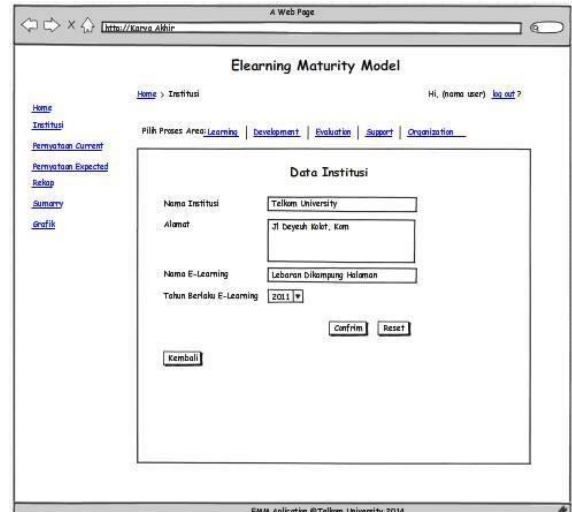 A Web Page
http://Karya Akhir
Elearning Maturity Model
Home > Institusi
Hi, (nama user) log out ?
Home
Institusi
Pernyataan Current
Pernyataan Expected
Rekap
Sumarry
Grafik
Pilih Proses Area: Learning | Development | Evaluation | Support | Organization
Data Institusi
Nama Institusi
Telkom University
Alamat
Jl Deyeuh Kolot, Kom
Nama E-Learning
Lebaran Dikampung Halaman
Tahun Berlaku E-Learning
2011
Confrim
Reset
Kembali
EMM Aplication @Telkom University 2014